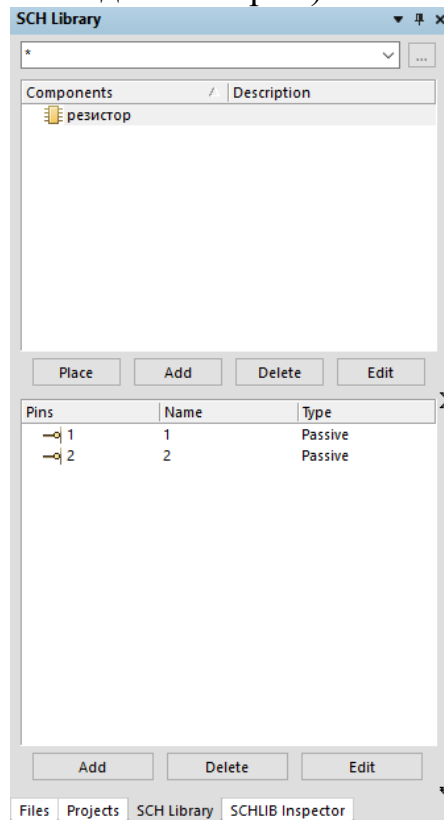 SCH Library
*
...
Components Description
резистор
Place Add Delete Edit
Pins Name Type
1 1 Passive
2 2 Passive
Add Delete Edit
Files Projects SCH Library SCHLIB Inspector